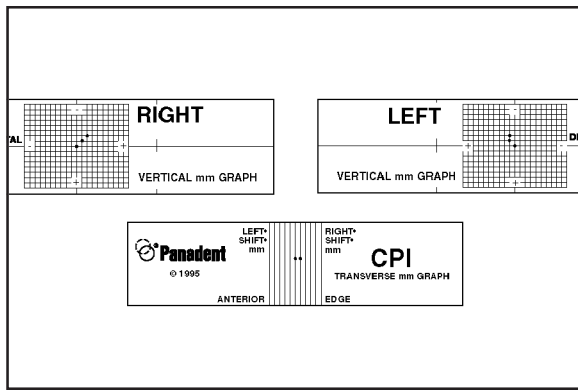 RIGHT
TAL
VERTICAL mm GRAPH
LEFT
D
VERTICAL mm GRAPH
LEFT•
SHIFT•
mm
RIGHT•
SHIFT•
mm
Panadent
© 1995
CPI
TRANSVERSE mm GRAPH
ANTERIOR
EDGE